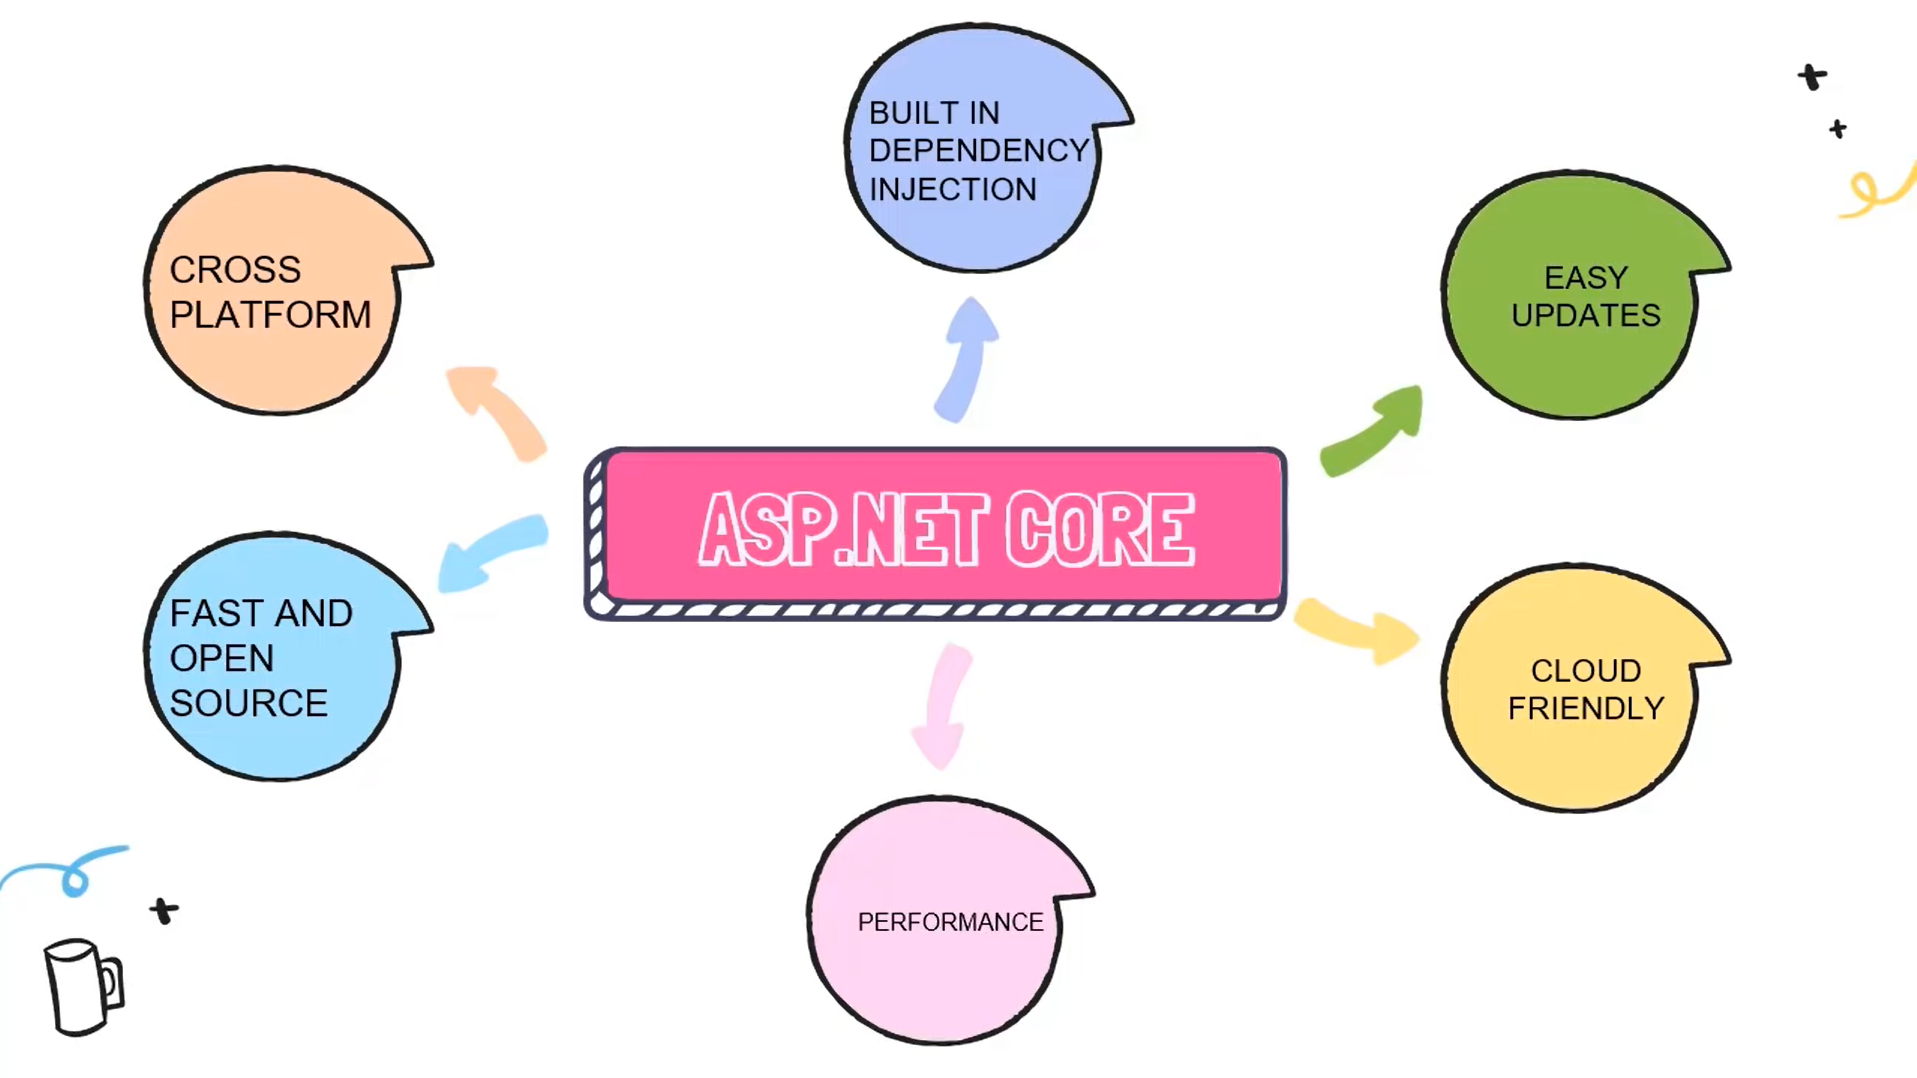 BUILT IN
DEPENDENCY
INJECTION
CROSS
PLATFORM
EASY
UPDATES
ASP.NET CORE
FAST AND
OPEN
SOURCE
CLOUD
FRIENDLY
PERFORMANCE